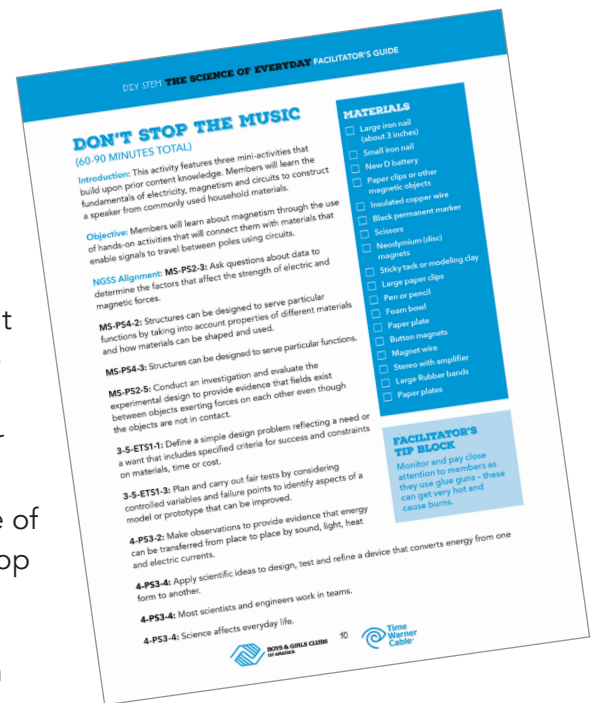 t
r
e of
op
DIY STEM THE SCIENCE OF EVERYDAY FACILITATOR'S GUIDE
DON'T STOP THE MUSIC
(60-90 MINUTES TOTAL)
Introduction: This activity features three mini-activities that
build upon prior content knowledge. Members will learn the
fundamentals of electricity, magnetism and circuits to construct
a speaker from commonly used household materials.
Objective: Members will learn about magnetism through the use
of hands-on activities that will connect them with materials that
enable signals to travel between poles using circuits.
NGSS Alignment: MS-PS2-3: Ask questions about data to
determine the factors that affect the strength of electric and
magnetic forces.
MS-PS4-2: Structures can be designed to serve particular
functions by taking into account properties of different materials
and how materials can be shaped and used.
MS-PS4-3: Structures can be designed to serve particular functions.
MS-PS2-5: Conduct an investigation and evaluate the
experimental design to provide evidence that fields exist
between objects exerting forces on each other even though
the objects are not in contact.
3-5-ETS1-1: Define a simple design problem reflecting a need or
a want that includes specified criteria for success and constraints
on materials, time or cost.
3-5-ETS1-3: Plan and carry out fair tests by considering
controlled variables and failure points to identify aspects of a
model or prototype that can be improved.
4-PS3-2: Make observations to provide evidence that energy
can be transferred from place to place by sound, light, heat
and electric currents.
4-PS3-4: Apply scientific ideas to design, test and refine a device that converts energy from one
form to another.
4-PS3-4: Most scientists and engineers work in teams.
4-PS3-4: Science affects everyday life.
MATERIALS
Large iron nail
(about 3 inches)
Small iron nail
New D battery
Paper clips or other
magnetic objects
Insulated copper wire
Black permanent marker
Scissors
Neodymium (disc)
magnets
Sticky tack or modeling clay
Large paper clips
Pen or pencil
Foam bowl
Paper plate
Button magnets
Magnet wire
Stereo with amplifier
Large Rubber bands
Paper plates
FACILITATOR'S
TIP BLOCK
Monitor and pay close
attention to members as
they use glue guns – these
can get very hot and
cause burns.
BOYS & GIRLS CLUBS
OF AMERICA
10
Time
Warner
Cable